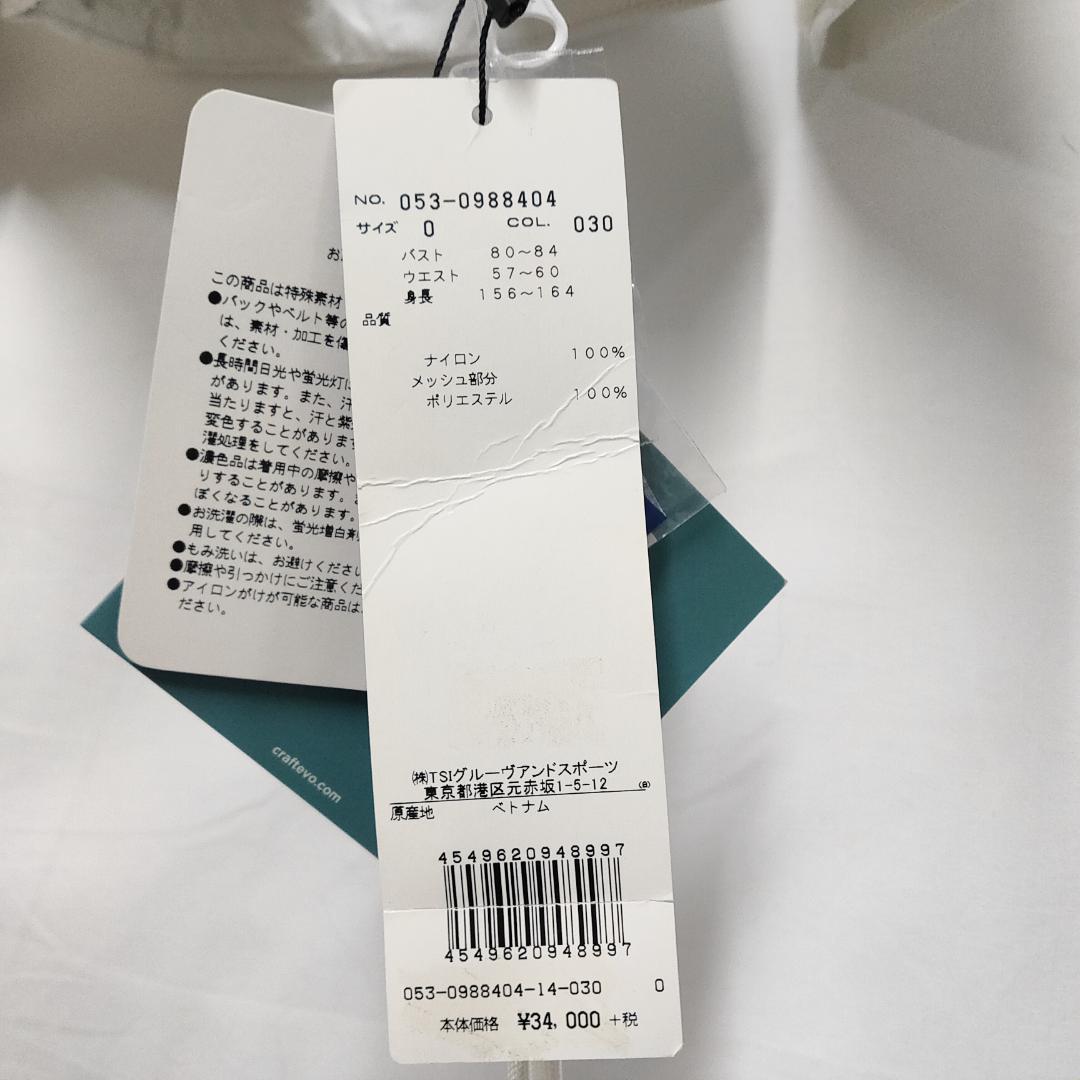 NO. 053-0988404
サイズ 0 COL. 030
バスト 80～84
ウエスト 57～60
身長 156～164
品質
ナイロン 100%
メッシュ部分
ポリエステル 100%
㈱TSIグルーヴアンドスポーツ
東京都港区元赤坂1-5-12 ㈰
原産地 ベトナム
4549620948997
4549620948997
053-0988404-14-030 0
本体価格 ¥34,000 +税
お
この商品は特殊素材
●バックやベルト等の
は、素材・加工を傷
ください。
●長時間日光や蛍光灯に
があります。また、汗
当たりますと、汗と紫
変色することがあります
濯処理をしてください。
●濃色品は着用中の摩擦や
りすることがあります。
ぽくなることがあります。
●お洗濯の際は、蛍光増白剤
用してください。
●もみ洗いは、お避けください
●摩擦や引っかけにご注意くだ
●アイロンがけが可能な商品は
ださい。
craftevo.com